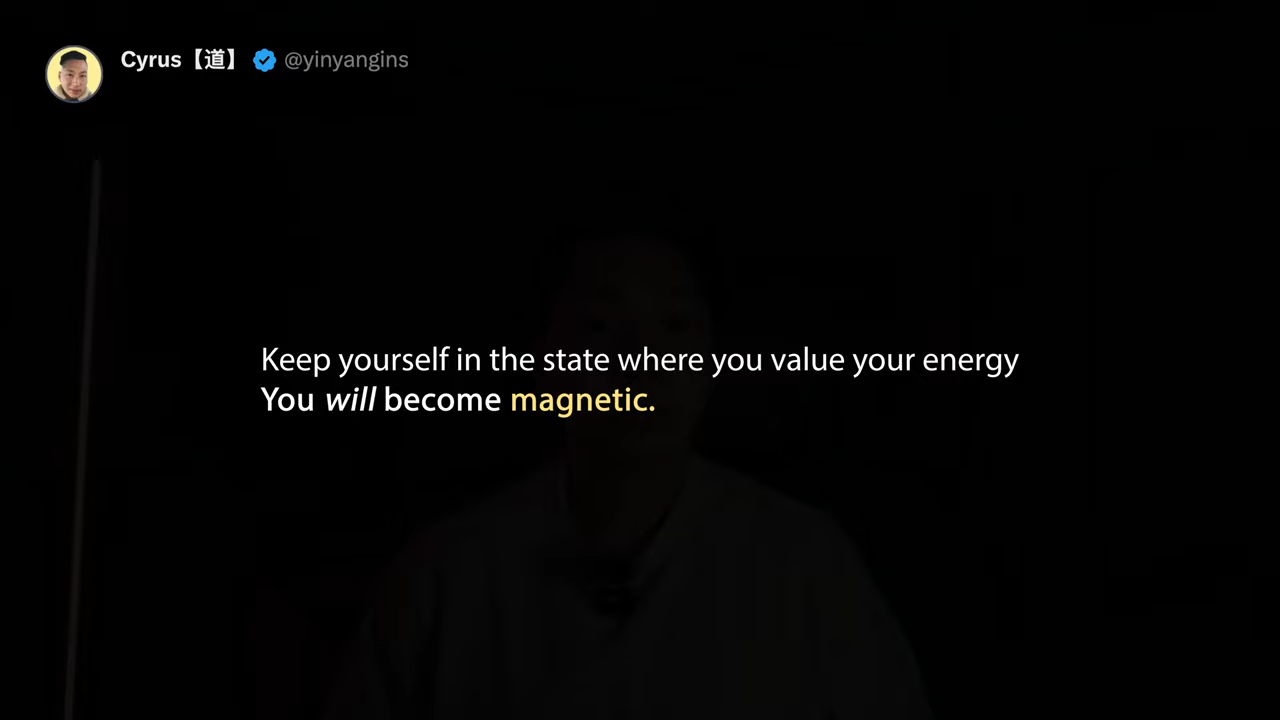 Cyrus【道】 @yinyangins
Keep yourself in the state where you value your energy
You will become magnetic.